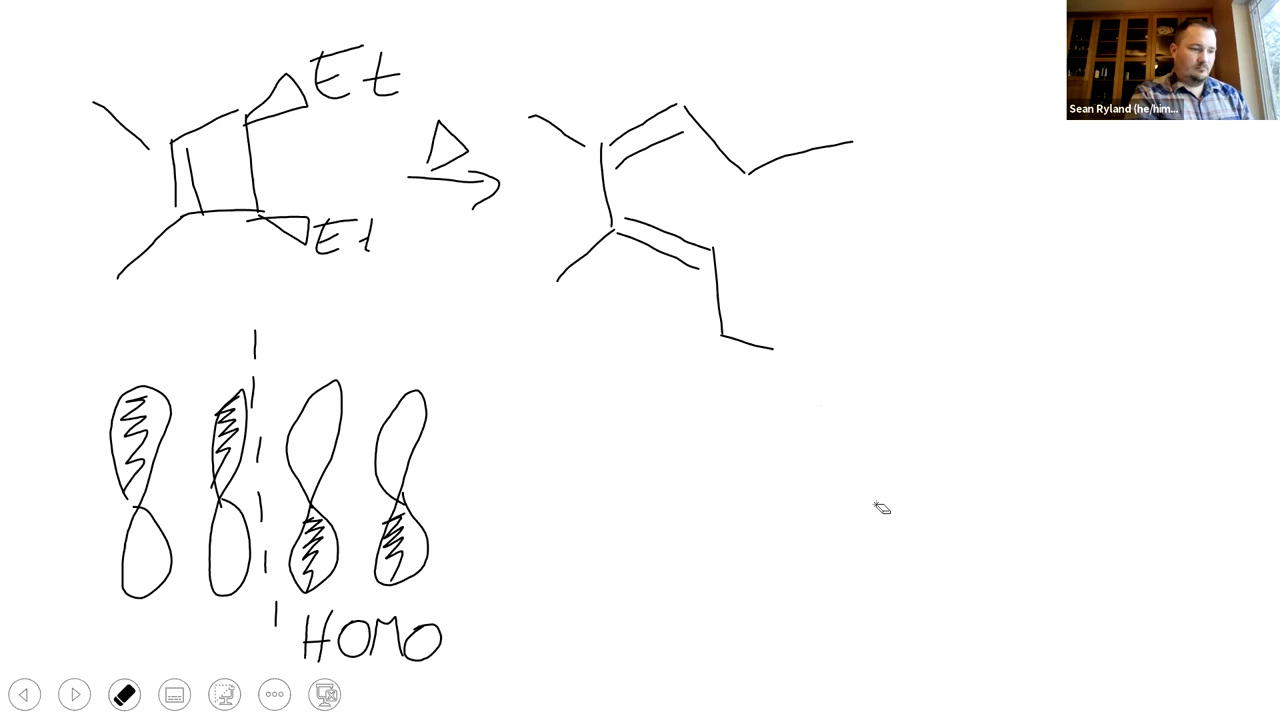 Et
Et
Δ
HOMO
Sean Ryland (he/him...